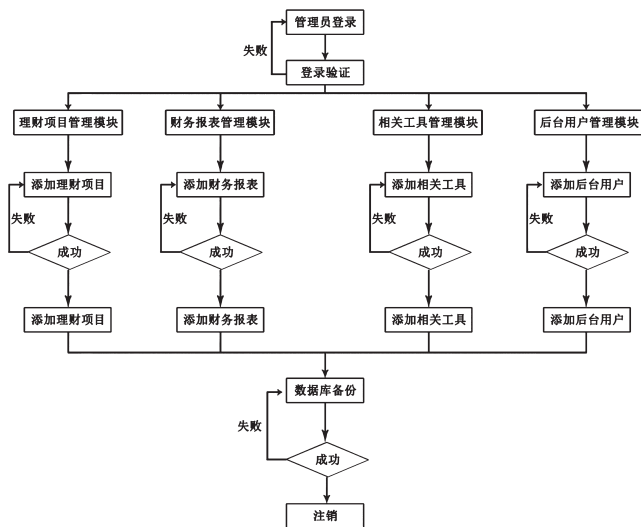 管理员登录
失败
登录验证
理财项目管理模块
财务报表管理模块
相关工具管理模块
后台用户管理模块
添加理财项目
添加财务报表
添加相关工具
添加后台用户
失败
失败
失败
失败
成功
成功
成功
成功
添加理财项目
添加财务报表
添加相关工具
添加后台用户
数据库备份
失败
成功
注销